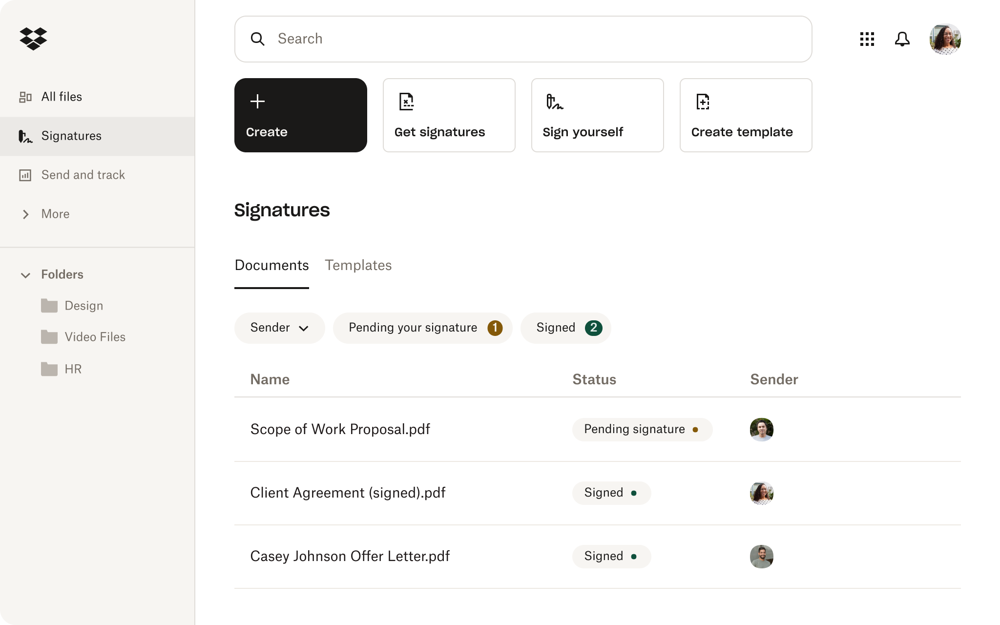 Search
All files
Signatures
Send and track
More
Folders
Design
Video Files
HR
Create
Get signatures
Sign yourself
Create template
Signatures
Documents Templates
Sender Pending your signature 1 Signed 2
Name Status Sender
Scope of Work Proposal.pdf Pending signature
Client Agreement (signed).pdf Signed
Casey Johnson Offer Letter.pdf Signed